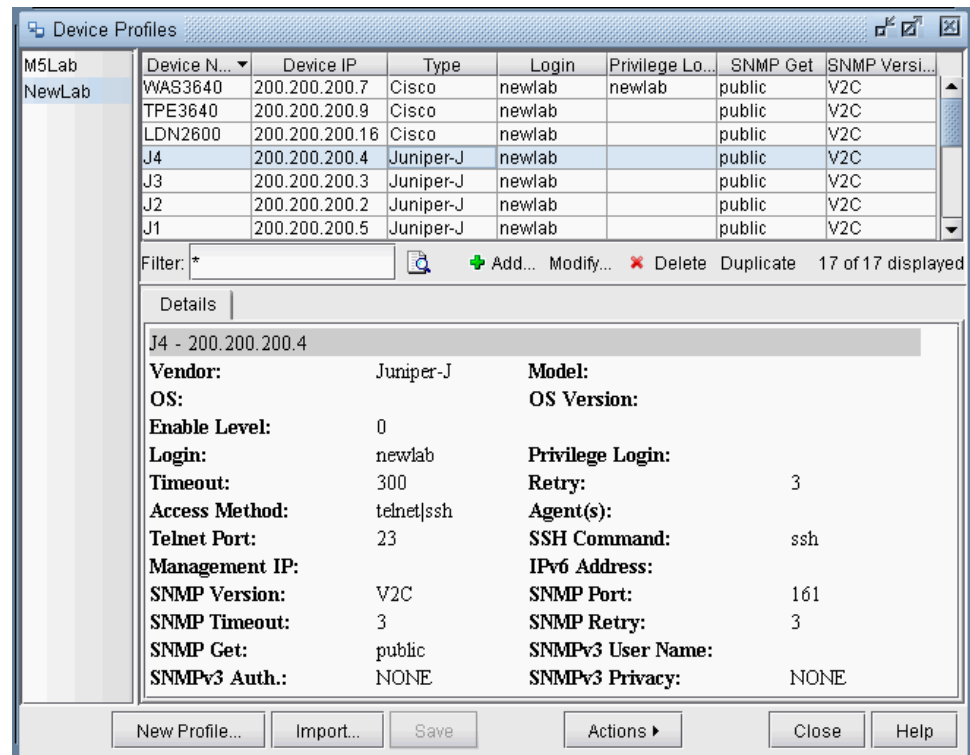 Device Profiles
M5Lab
NewLab
Device N... Device IP Type Login Privilege Lo... SNMP Get SNMP Versi...
WAS3640 200.200.200.7 Cisco newlab newlab public V2C
TPE3640 200.200.200.9 Cisco newlab public V2C
LDN2600 200.200.200.16 Cisco newlab public V2C
J4 200.200.200.4 Juniper-J newlab public V2C
J3 200.200.200.3 Juniper-J newlab public V2C
J2 200.200.200.2 Juniper-J newlab public V2C
J1 200.200.200.5 Juniper-J newlab public V2C
Filter: * Add... Modify... Delete Duplicate 17 of 17 displayed
Details
J4 - 200.200.200.4
Vendor: Juniper-J Model:
OS: OS Version:
Enable Level: 0
Login: newlab Privilege Login:
Timeout: 300 Retry: 3
Access Method: telnet|ssh Agent(s):
Telnet Port: 23 SSH Command: ssh
Management IP: IPv6 Address:
SNMP Version: V2C SNMP Port: 161
SNMP Timeout: 3 SNMP Retry: 3
SNMP Get: public SNMPv3 User Name:
SNMPv3 Auth.: NONE SNMPv3 Privacy: NONE
New Profile... Import... Save Actions Close Help